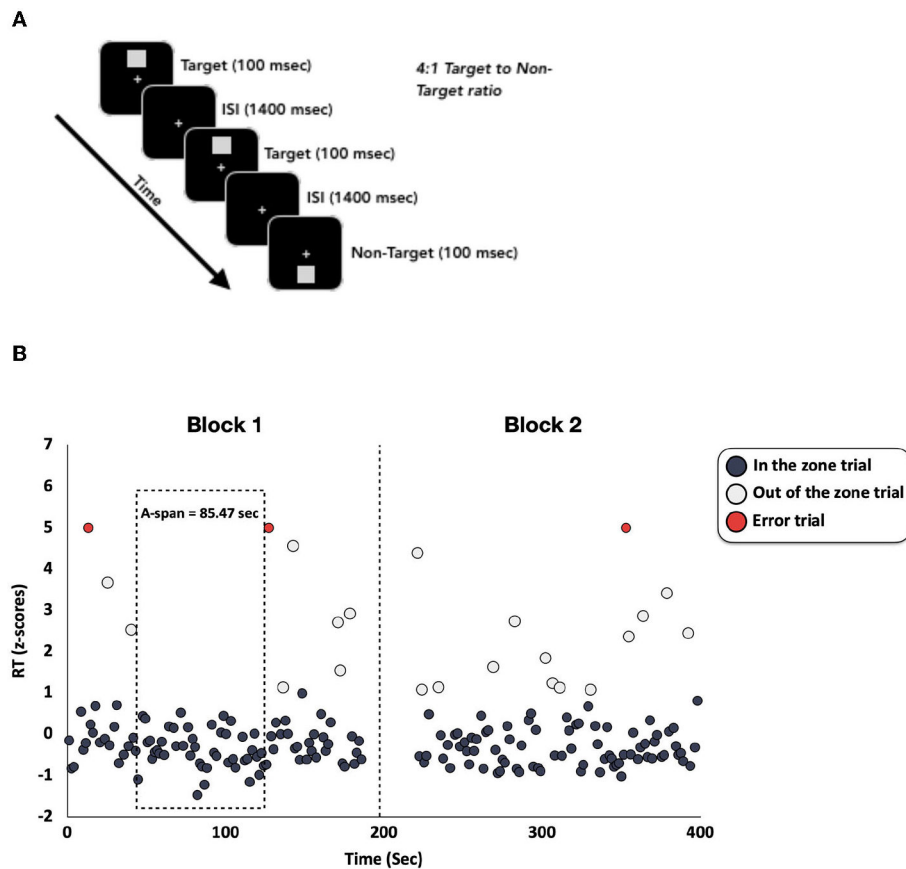 A
Target (100 msec)
4:1 Target to Non-
Target ratio
ISI (1400 msec)
Target (100 msec)
Time
ISI (1400 msec)
Non-Target (100 msec)
B
Block 1
Block 2
7
6
5
4
3
2
1
0
-1
-2
RT (z-scores)
A-span = 85.47 sec
In the zone trial
Out of the zone trial
Error trial
0
100
200
300
400
Time (Sec)